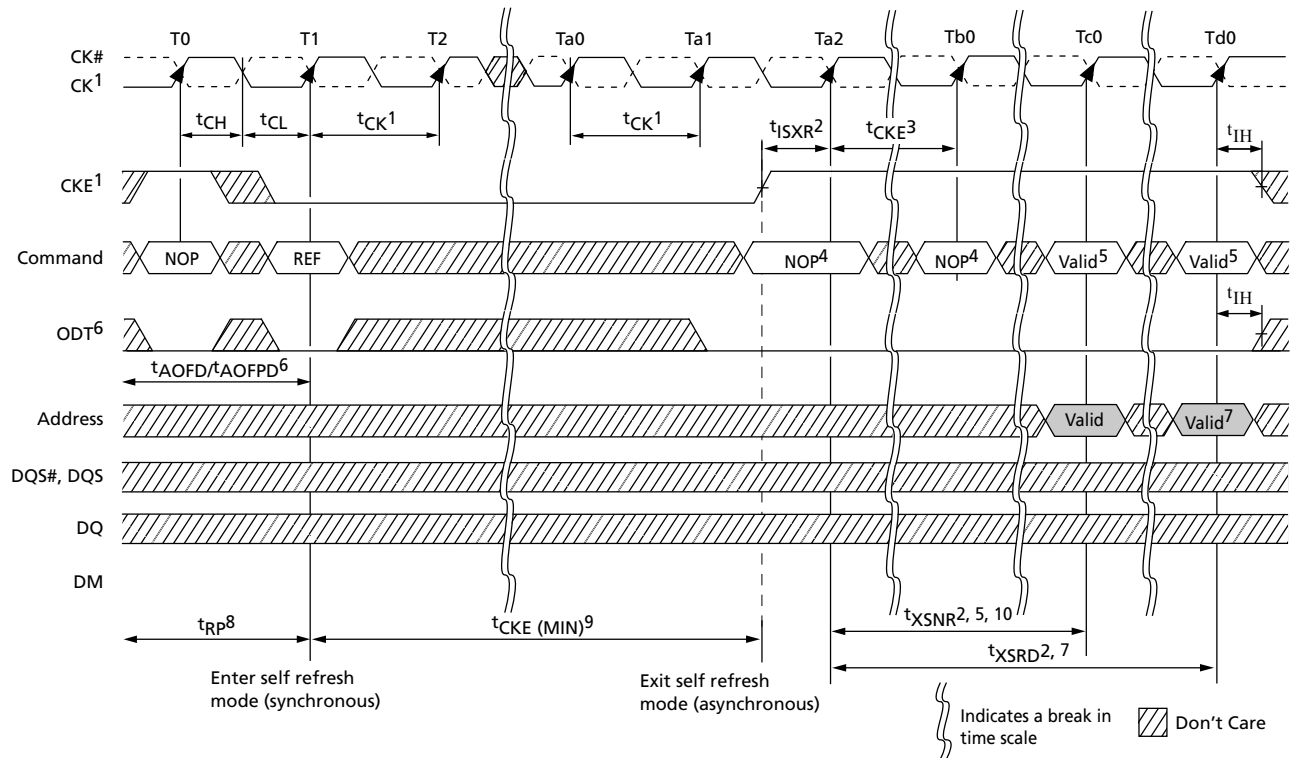 T0 T1 T2 Ta0 Ta1 Ta2 Tb0 Tc0 Td0
CK#
CK1
tCH tCL tCK1 tCK1 tISXR2 tCKE3 tIH
CKE1
Command NOP REF NOP4 NOP4 Valid5 Valid5
tIH
ODT6
tAOFD/tAOFPD6
Address Valid Valid7
DQS#, DQS
DQ
DM
tRP8 tCKE (MIN)9 tXSNR2, 5, 10
tXSRD2, 7
Enter self refresh
mode (synchronous)
Exit self refresh
mode (asynchronous)
Indicates a break in
time scale
Don't Care